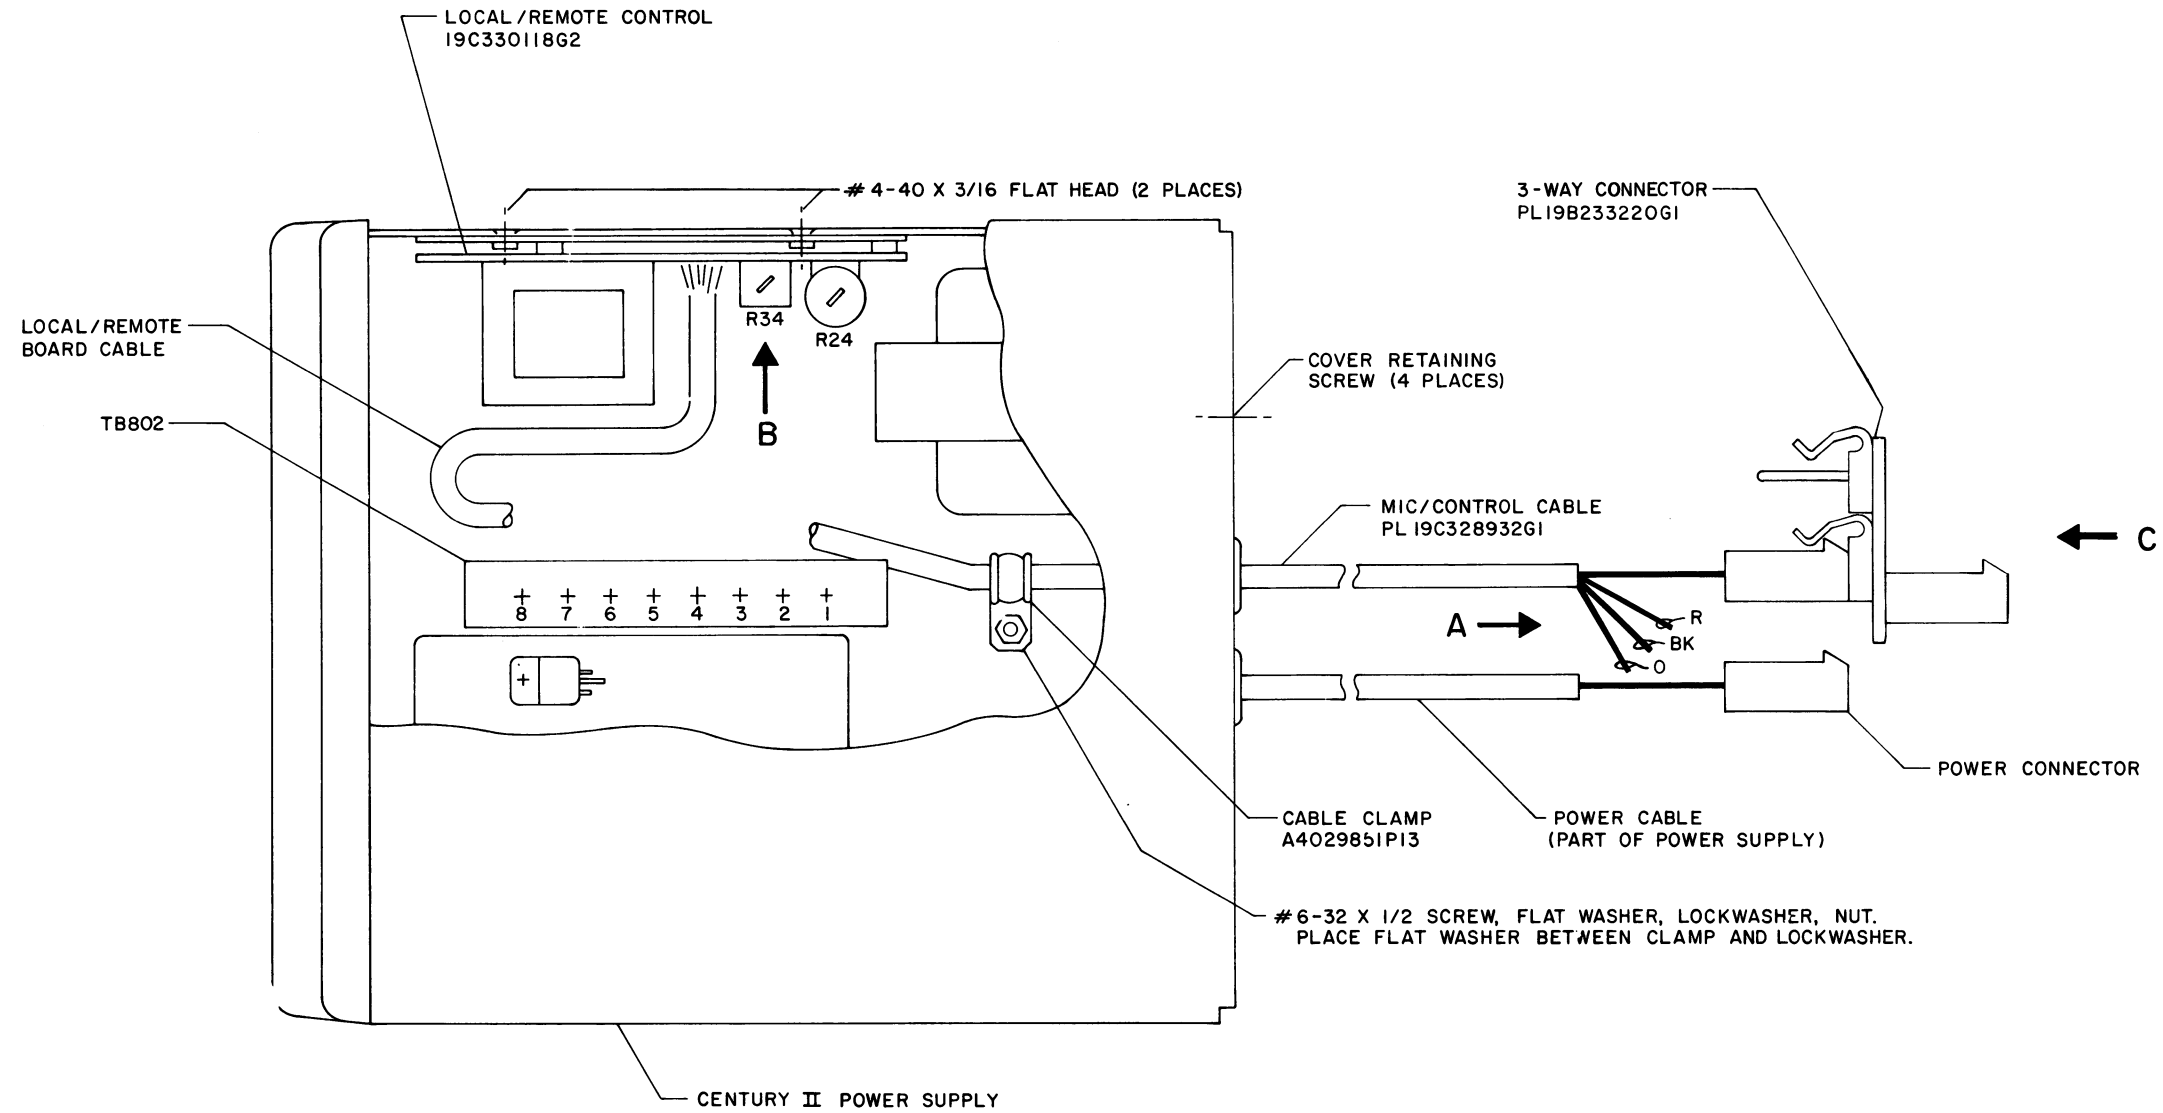 LOCAL/REMOTE CONTROL
19C330118G2
# 4-40 X 3/16 FLAT HEAD (2 PLACES)
3-WAY CONNECTOR
PL19B233220G1
R34
R24
LOCAL/REMOTE
BOARD CABLE
COVER RETAINING
SCREW (4 PLACES)
TB802
B
MIC/CONTROL CABLE
PL19C328932G1
C
8 7 6 5 4 3 2 1
A
R
BK
O
POWER CONNECTOR
CABLE CLAMP
A4029851P13
POWER CABLE
(PART OF POWER SUPPLY)
# 6-32 X 1/2 SCREW, FLAT WASHER, LOCKWASHER, NUT.
PLACE FLAT WASHER BETWEEN CLAMP AND LOCKWASHER.
CENTURY II POWER SUPPLY